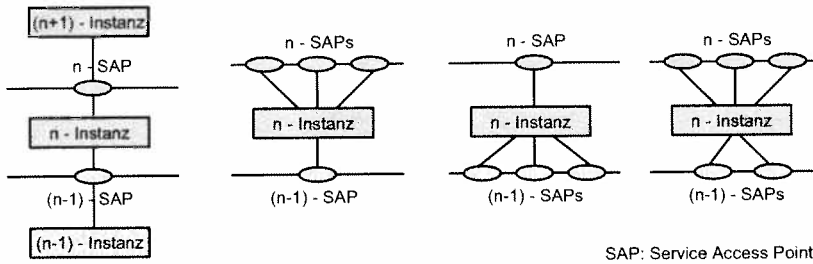 (n+1) - Instanz
n - SAP
n - Instanz
(n-1) - SAP
(n-1) - Instanz
n - SAPs
n - Instanz
(n-1) - SAP
n - SAP
n - Instanz
(n-1) - SAPs
n - SAPs
n - Instanz
(n-1) - SAPs
SAP: Service Access Point